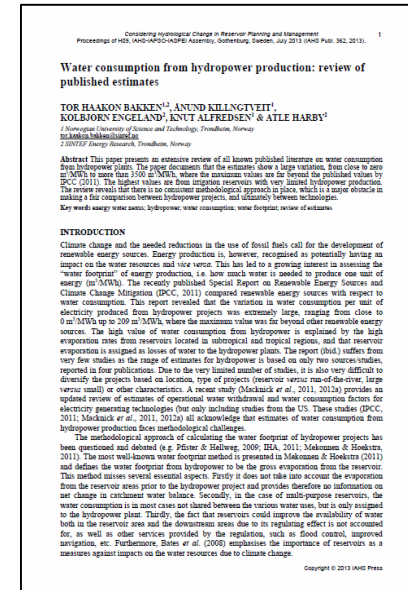 Considering Hydrological Change in Reservoir Planning and Management
1
Proceedings of H09, IAHS-IAPSO-IASPEI Assembly, Gothenburg, Sweden, July 2013 (IAHS Publ. 362, 2013).
Water consumption from hydropower production: review of
published estimates
TOR HAAKON BAKKEN1,2, ÅNUND KILLINGTVEIT1,
KOLBJØRN ENGELAND2, KNUT ALFREDSEN1 & ATLE HARBY2
1 Norwegian University of Science and Technology, Trondheim, Norway
tor.haakon.bakken@sintef.no
2 SINTEF Energy Research, Trondheim, Norway
Abstract This paper presents an extensive review of all known published literature on water consumption
from hydropower plants. The paper documents that the estimates show a large variation, from close to zero
m3/MWh to more than 3500 m3/MWh, where the maximum values are far beyond the published values by
IPCC (2011). The highest values are from irrigation reservoirs with very limited hydropower production.
The review reveals that there is no consistent methodological approach in place, which is a major obstacle in
making a fair comparison between hydropower projects, and ultimately between technologies.
Key words energy water nexus; hydropower; water consumption; water footprint, review of estimates
INTRODUCTION
Climate change and the needed reductions in the use of fossil fuels call for the development of
renewable energy sources. Energy production is, however, recognised as potentially having an
impact on the water resources and vice versa. This has led to a growing interest in assessing the
"water footprint" of energy production, i.e. how much water is needed to produce one unit of
energy (m3/MWh). The recently published Special Report on Renewable Energy Sources and
Climate Change Mitigation (IPCC, 2011) compared renewable energy sources with respect to
water consumption. This report revealed that the variation in water consumption per unit of
electricity produced from hydropower projects was extremely large, ranging from close to
0 m3/MWh up to 209 m3/MWh, where the maximum value was far beyond other renewable energy
sources. The high value of water consumption from hydropower is explained by the high
evaporation rates from reservoirs located in subtropical and tropical regions, and that reservoir
evaporation is assigned as losses of water to the hydropower plants. The report (ibid.) suffers from
very few studies as the range of estimates for hydropower is based on only two sources/studies,
reported in four publications. Due to the very limited number of studies, it is also very difficult to
diversify the projects based on location, type of projects (reservoir versus run-of-the-river, large
versus small) or other characteristics. A recent study (Macknick et al., 2011, 2012a) provides an
updated review of estimates of operational water withdrawal and water consumption factors for
electricity generating technologies (but only including studies from the US. These studies (IPCC,
2011; Macknick et al., 2011, 2012a) all acknowledge that estimates of water consumption from
hydropower production faces methodological challenges.
The methodological approach of calculating the water footprint of hydropower projects has
been questioned and debated (e.g. Pfister & Hellweg, 2009; IHA, 2011; Mekonnen & Hoekstra,
2011). The most well-known water footprint method is presented in Mekonnen & Hoekstra (2011)
and defines the water footprint from hydropower to be the gross evaporation from the reservoir.
This method misses several essential aspects. Firstly it does not take into account the evaporation
from the reservoir areas prior to the hydropower project and provides therefore no information on
net change in catchment water balance. Secondly, in the case of multi-purpose reservoirs, the
water consumption is in most cases not shared between the various water uses, but is only assigned
to the hydropower plant. Thirdly, the fact that reservoirs could improve the availability of water
both in the reservoir area and the downstream areas due to its regulating effect is not accounted
for, as well as other services provided by the regulation, such as flood control, improved
navigation, etc. Furthermore, Bates et al. (2008) emphasises the importance of reservoirs as a
measures against impacts on the water resources due to climate change.
Copyright © 2013 IAHS Press